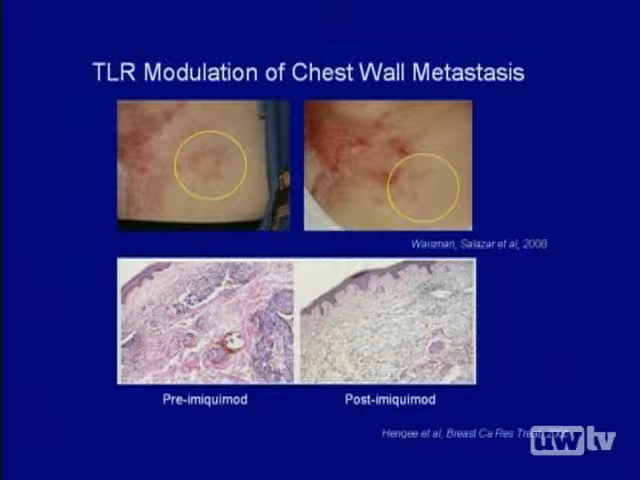 TLR Modulation of Chest Wall Metastasis
Waisman, Salazar et al, 2008
Pre-imiquimod
Post-imiquimod
Hengee et al, Breast Ca Res Treat
uwtv